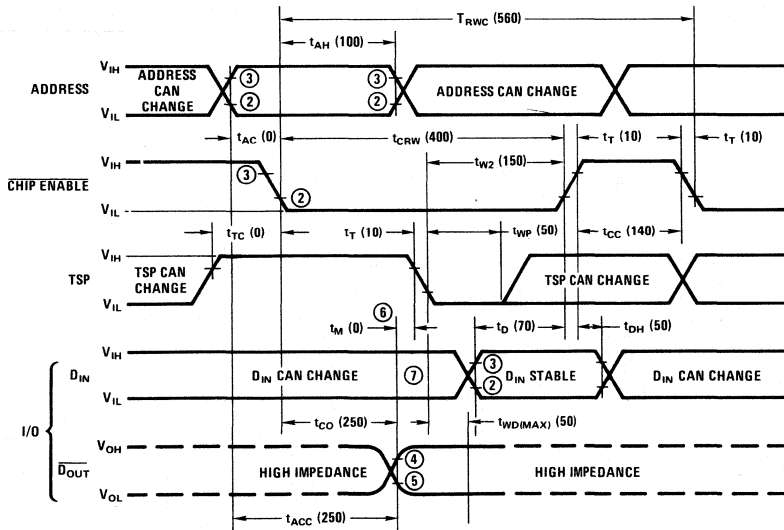 T_RWC (560)
t_AH (100)
ADDRESS
V_IH
V_IL
ADDRESS
CAN
CHANGE
③
②
③
②
ADDRESS CAN CHANGE
t_AC (0)
t_CRW (400)
t_T (10)
t_T (10)
CHIP ENABLE
V_IH
V_IL
③
②
t_W2 (150)
t_TC (0)
t_T (10)
t_WP (50)
t_CC (140)
TSP
V_IH
V_IL
TSP CAN
CHANGE
TSP CAN CHANGE
⑥
t_M (0)
t_D (70)
t_DH (50)
I/O
D_IN
V_IH
V_IL
D_IN CAN CHANGE
⑦
③
②
D_IN STABLE
D_IN CAN CHANGE
t_CO (250)
t_WD(MAX) (50)
D_OUT
V_OH
V_OL
HIGH IMPEDANCE
④
⑤
HIGH IMPEDANCE
t_ACC (250)